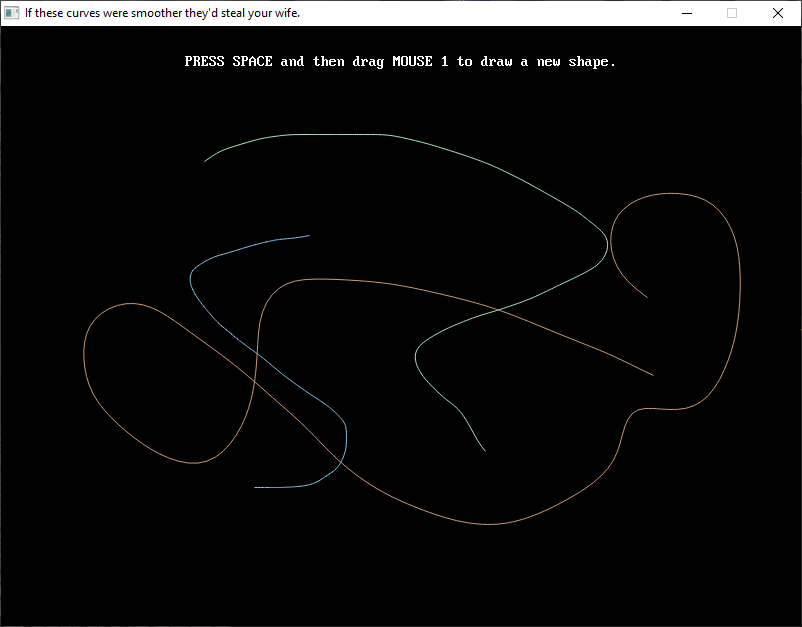 If these curves were smoother they'd steal your wife.
PRESS SPACE and then drag MOUSE 1 to draw a new shape.